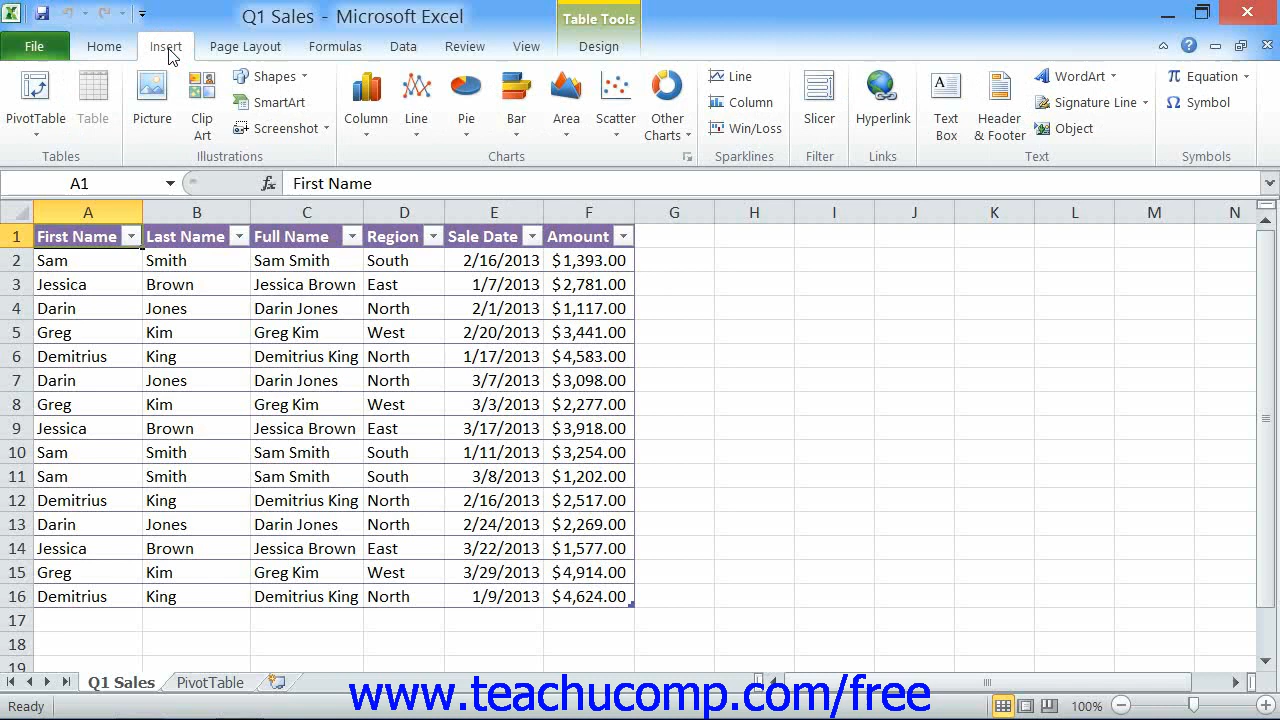 Q1 Sales - Microsoft Excel
Table Tools
File Home Insert Page Layout Formulas Data Review View Design
PivotTable Table Picture Clip Art Shapes SmartArt Screenshot Column Line Pie Bar Area Scatter Other Charts Line Column Win/Loss Slicer Hyperlink Text Box Header & Footer WordArt Signature Line Object Equation Symbol
Tables Illustrations Charts Sparklines Filter Links Text Symbols
A1 fx First Name
A B C D E F G H I J K L M N
1 First Name Last Name Full Name Region Sale Date Amount
2 Sam Smith Sam Smith South 2/16/2013 $1,393.00
3 Jessica Brown Jessica Brown East 1/7/2013 $2,781.00
4 Darin Jones Darin Jones North 2/1/2013 $1,117.00
5 Greg Kim Greg Kim West 2/20/2013 $3,441.00
6 Demitrius King Demitrius King North 1/17/2013 $4,583.00
7 Darin Jones Darin Jones North 3/7/2013 $3,098.00
8 Greg Kim Greg Kim West 3/3/2013 $2,277.00
9 Jessica Brown Jessica Brown East 3/17/2013 $3,918.00
10 Sam Smith Sam Smith South 1/11/2013 $3,254.00
11 Sam Smith Sam Smith South 3/8/2013 $1,202.00
12 Demitrius King Demitrius King North 2/16/2013 $2,517.00
13 Darin Jones Darin Jones North 2/24/2013 $2,269.00
14 Jessica Brown Jessica Brown East 3/22/2013 $1,577.00
15 Greg Kim Greg Kim West 3/29/2013 $4,914.00
16 Demitrius King Demitrius King North 1/9/2013 $4,624.00
17
18
19
Q1 Sales PivotTable
www.teachucomp.com/free
Ready 100%